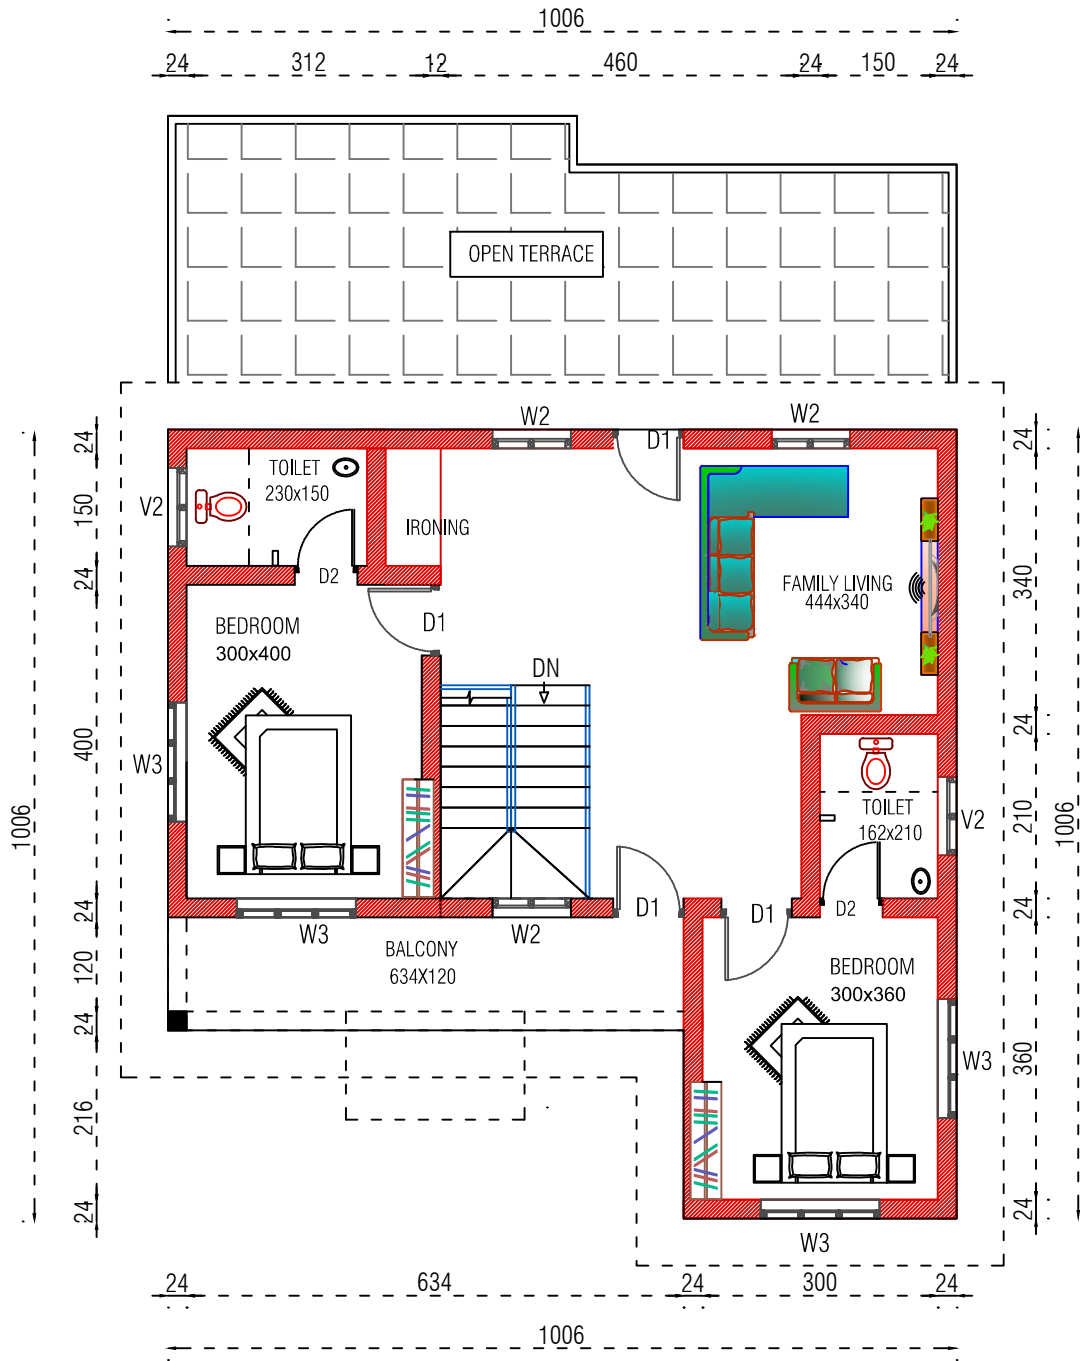 1006
24 312 12 460 24 150 24
OPEN TERRACE
W2
W2
D1
24
24
TOILET
230x150
V2
150
IRONING
24
D2
FAMILY LIVING
444x340
340
D1
BEDROOM
300x400
DN
24
400
W3
TOILET
162x210
V2
210
1006
1006
24
24
W3
W2
D1
D1
D2
BALCONY
634X120
120
BEDROOM
300x360
24
W3
360
216
24
24
W3
24 634 24 300 24
1006